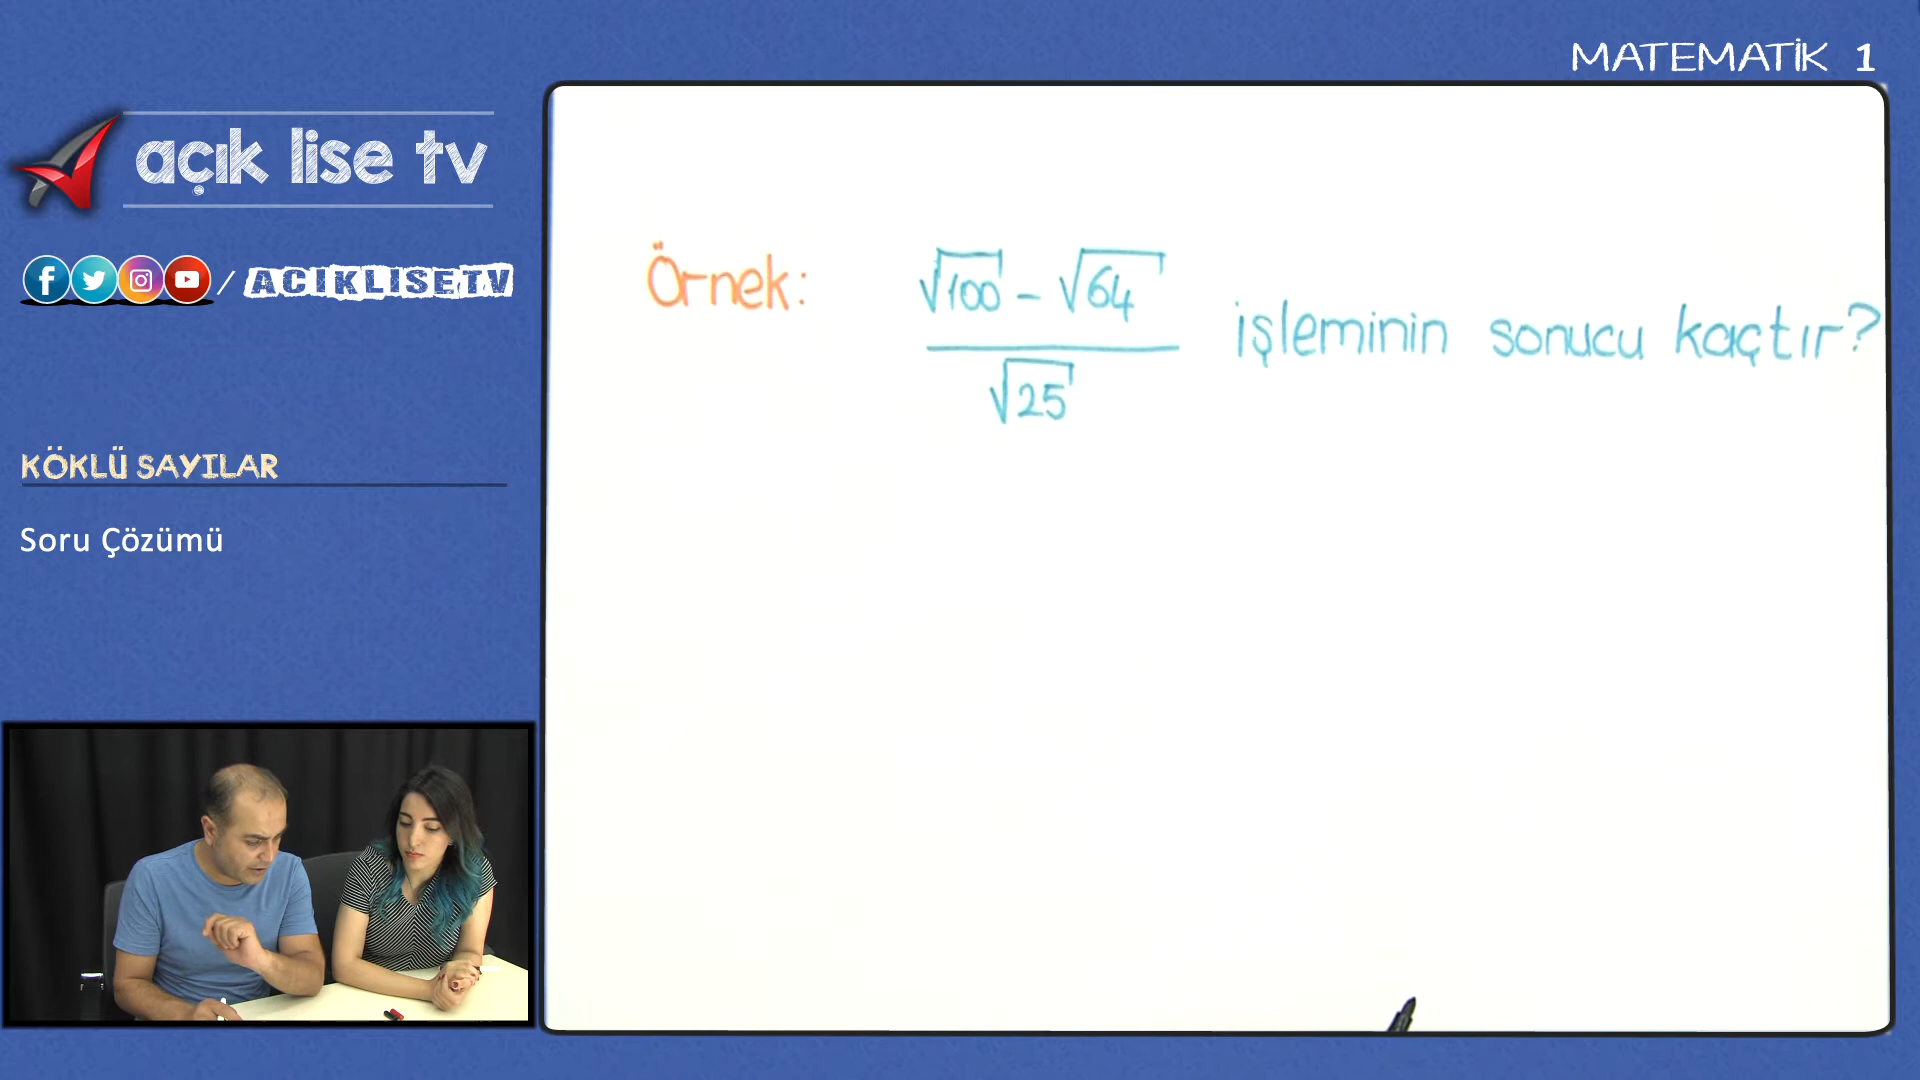 MATEMATİK 1
açık lise tv
/ ACIKLISETV
KÖKLÜ SAYILAR
Soru Çözümü
Örnek: √100 - √64
√25
işleminin sonucu kaçtır?